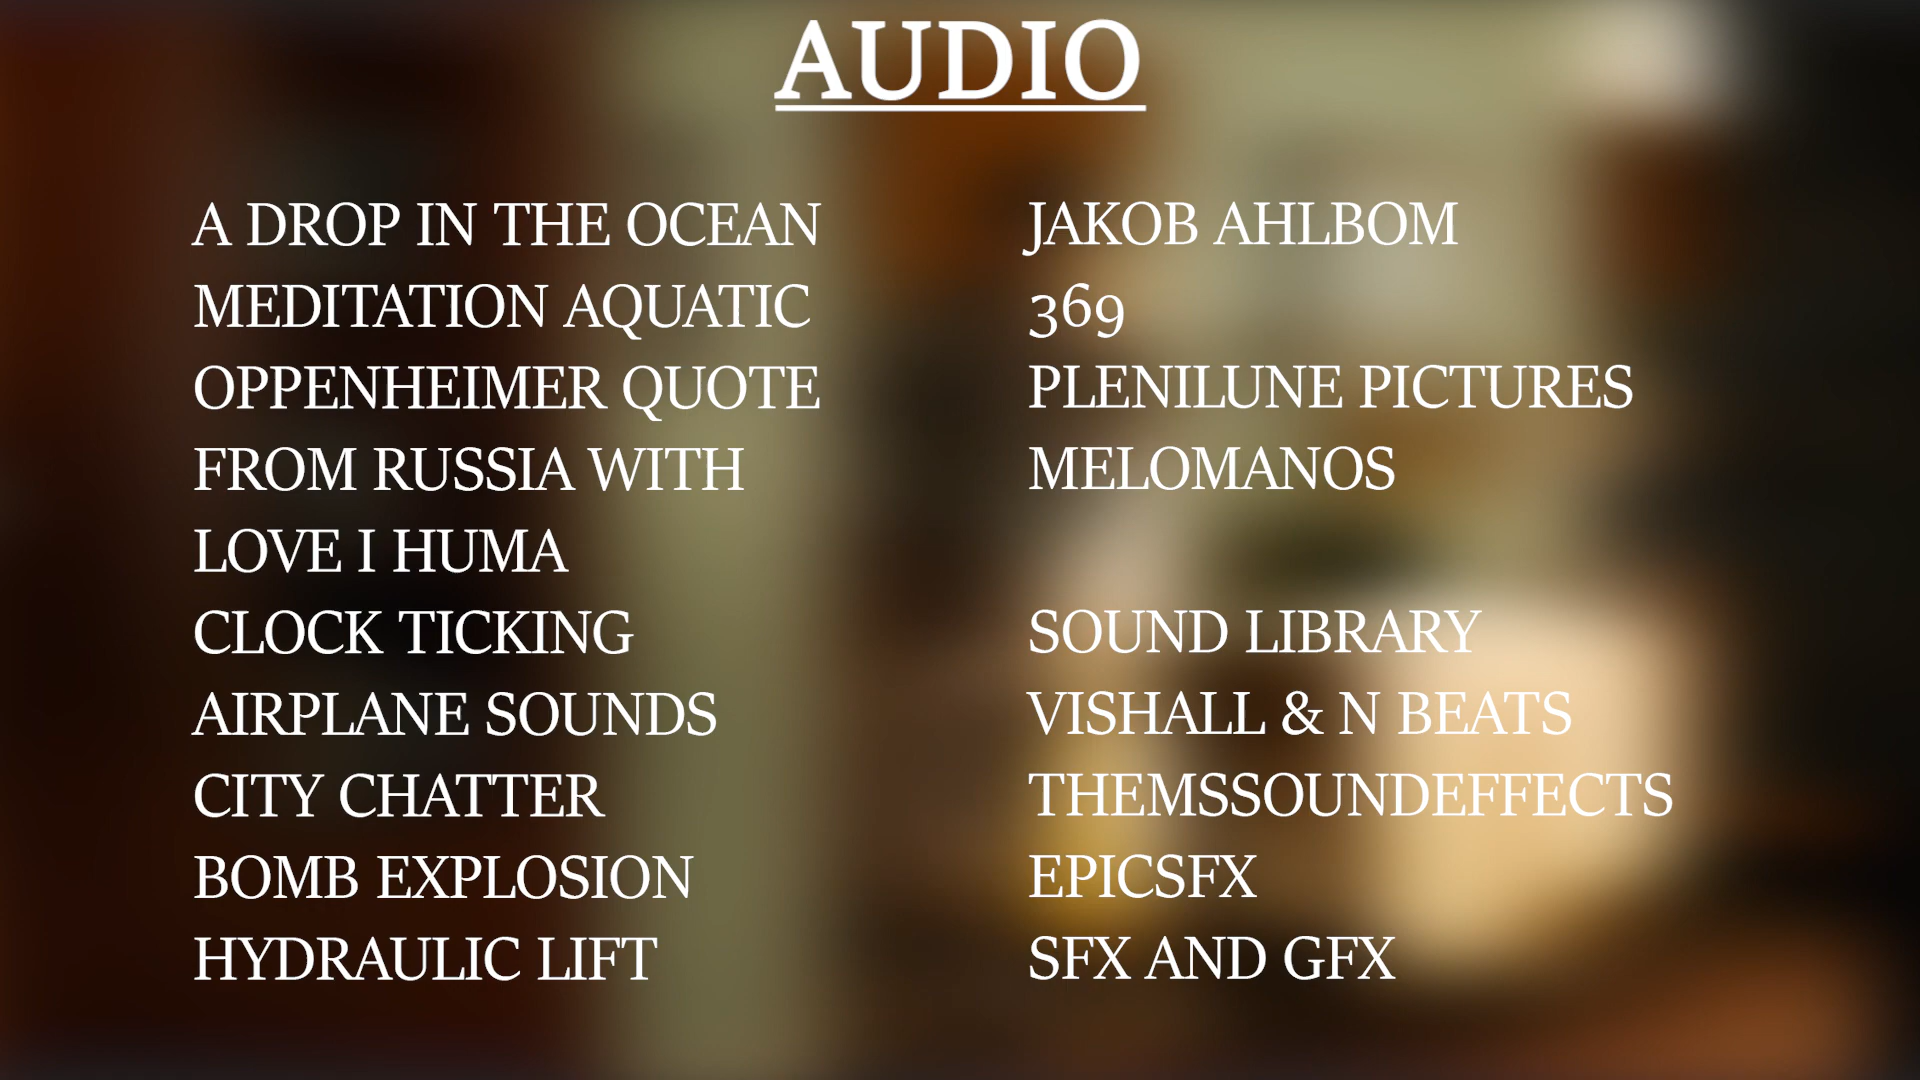 AUDIO
A DROP IN THE OCEAN JAKOB AHLBOM
MEDITATION AQUATIC 369
OPPENHEIMER QUOTE PLENILUNE PICTURES
FROM RUSSIA WITH MELOMANOS
LOVE I HUMA
CLOCK TICKING SOUND LIBRARY
AIRPLANE SOUNDS VISHALL & N BEATS
CITY CHATTER THEMSSOUNDEFFECTS
BOMB EXPLOSION EPICSFX
HYDRAULIC LIFT SFX AND GFX